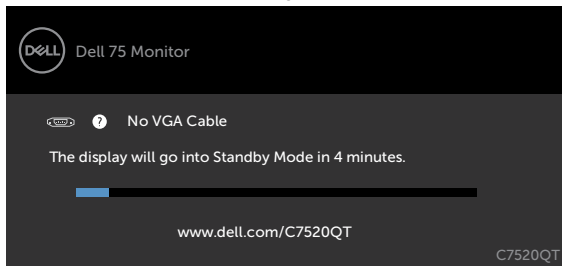 DELL
Dell 75 Monitor
? No VGA Cable
The display will go into Standby Mode in 4 minutes.
www.dell.com/C7520QT
C7520QT